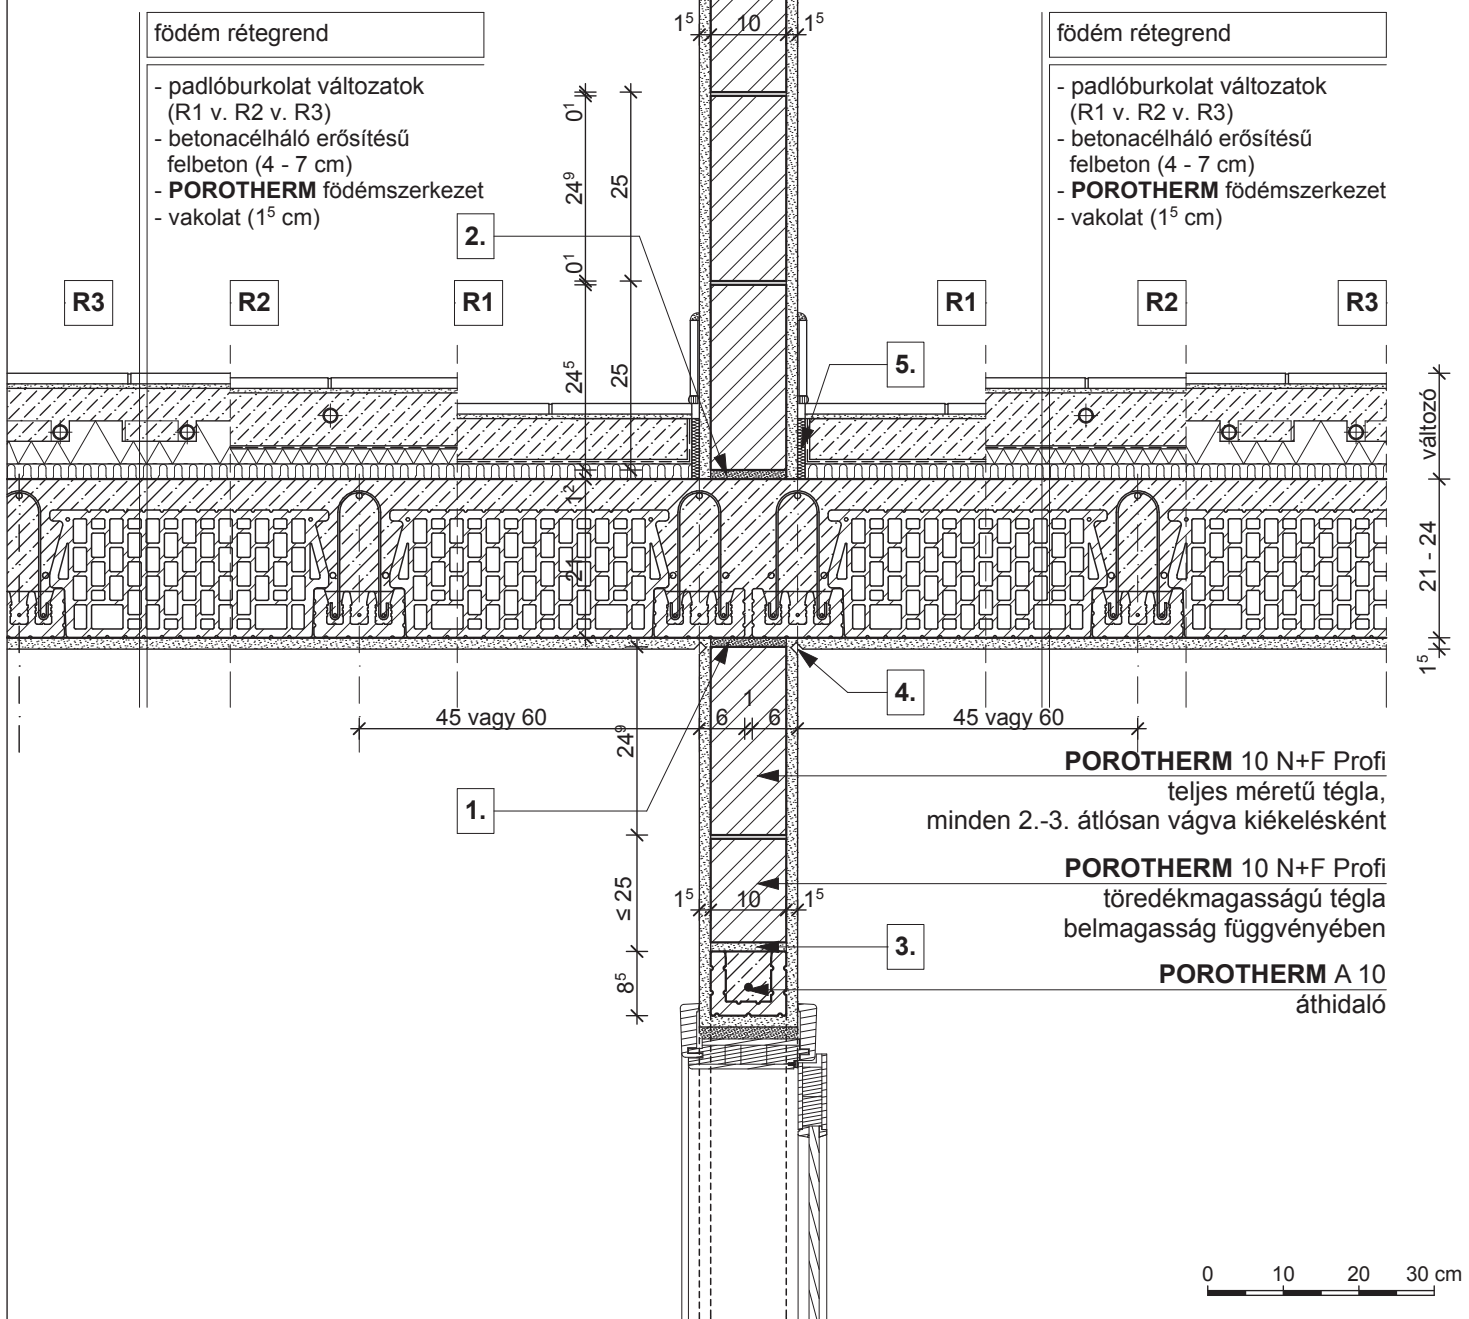 1⁵ 10 1⁵
födém rétegrend
- padlóburkolat változatok
(R1 v. R2 v. R3)
- betonacélháló erősítésű
felbeton (4 - 7 cm)
- POROTHERM födémszerkezet
- vakolat (1⁵ cm)
födém rétegrend
- padlóburkolat változatok
(R1 v. R2 v. R3)
- betonacélháló erősítésű
felbeton (4 - 7 cm)
- POROTHERM födémszerkezet
- vakolat (1⁵ cm)
0¹
24⁹
25
0¹
2.
R3
R2
R1
R1
R2
R3
24⁵
25
5.
változó
1²
21
21 - 24
1⁵
4.
45 vagy 60
6
1
6
45 vagy 60
24⁹
1.
POROTHERM 10 N+F Profi
teljes méretű tégla,
minden 2.-3. átlósan vágva kiékelésként
POROTHERM 10 N+F Profi
töredékmagasságú tégla
belmagasság függvényében
≤ 25
1⁵ 10 1⁵
3.
8⁵
POROTHERM A 10
áthidaló
0 10 20 30 cm